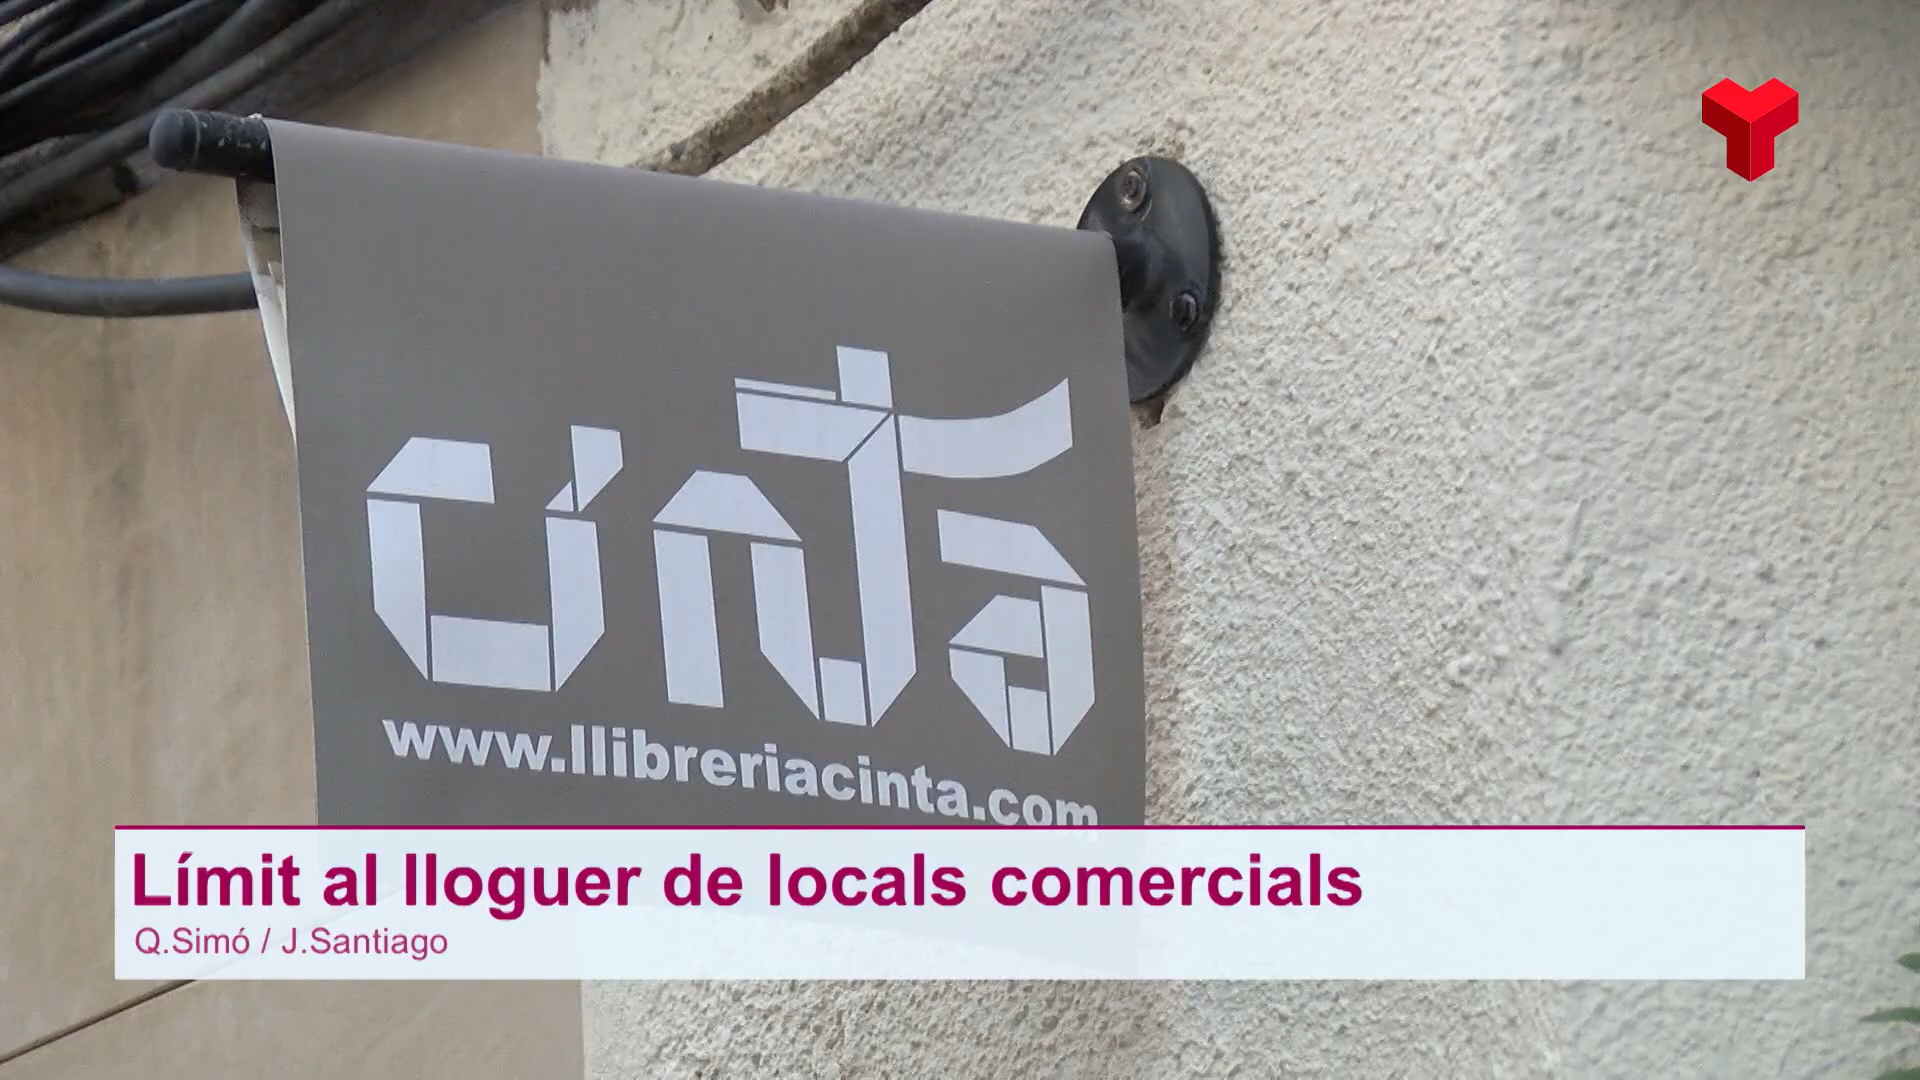 cinta
www.llibreriacinta.com
Límit al lloguer de locals comercials
Q.Simó / J.Santiago